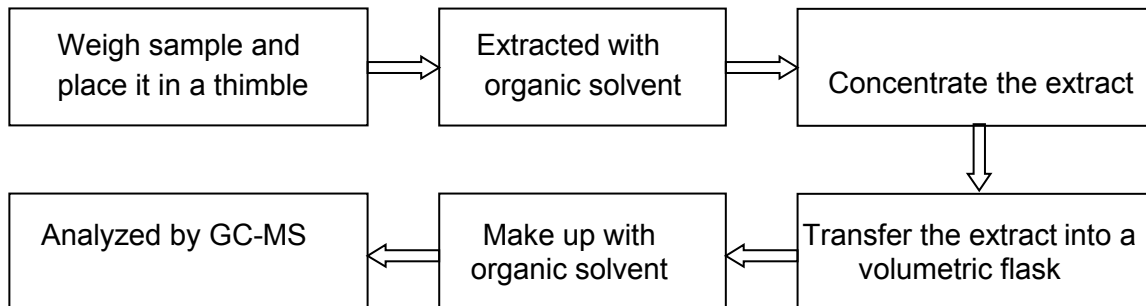 Weigh sample and
place it in a thimble
Extracted with
organic solvent
Concentrate the extract
Transfer the extract into a
volumetric flask
Make up with
organic solvent
Analyzed by GC-MS